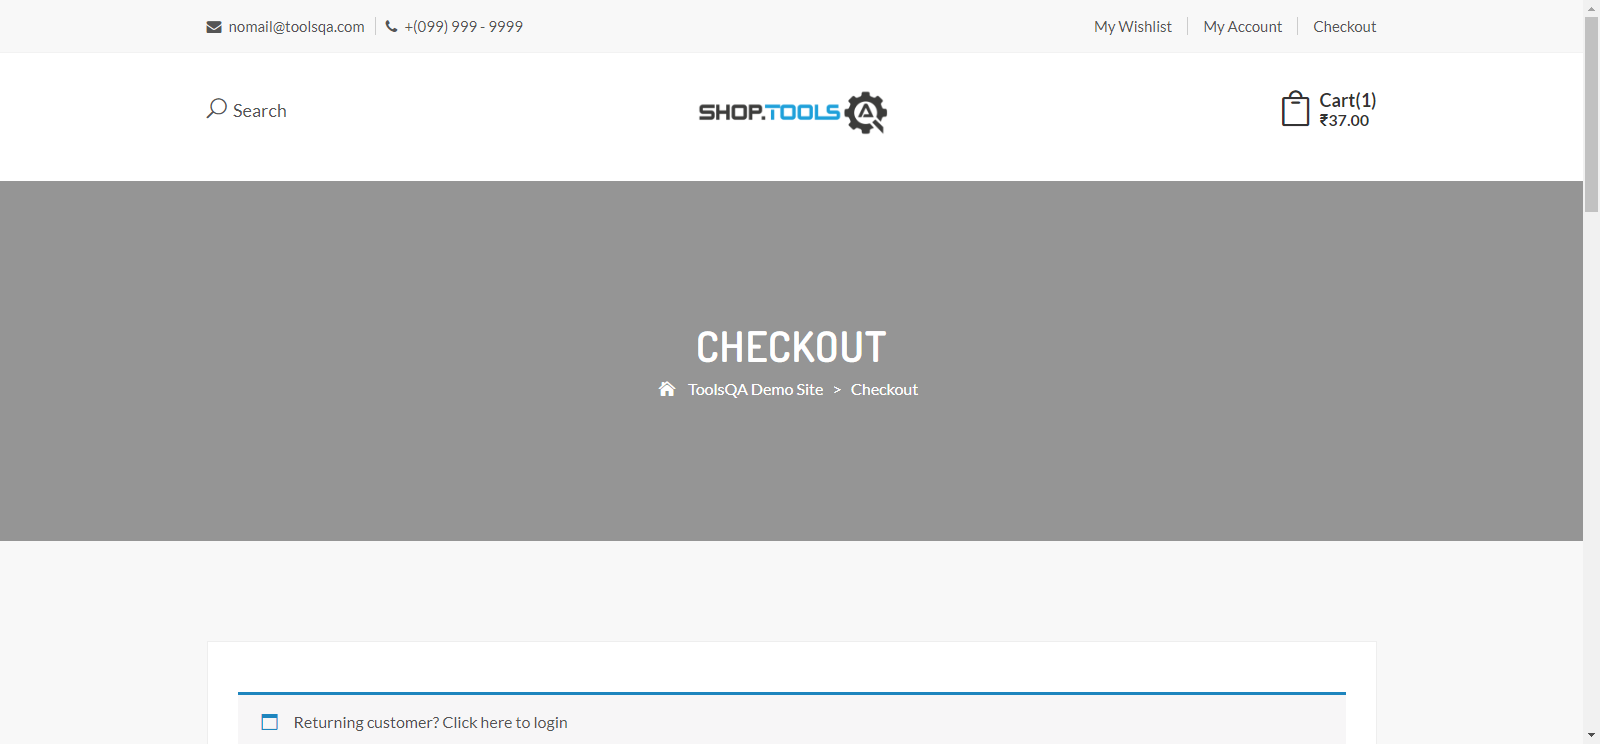 nomail@toolsqa.com
+(099) 999 - 9999
My Wishlist
My Account
Checkout
Search
SHOP.TOOLS
Cart(1)
₹37.00
CHECKOUT
ToolsQA Demo Site > Checkout
Returning customer? Click here to login